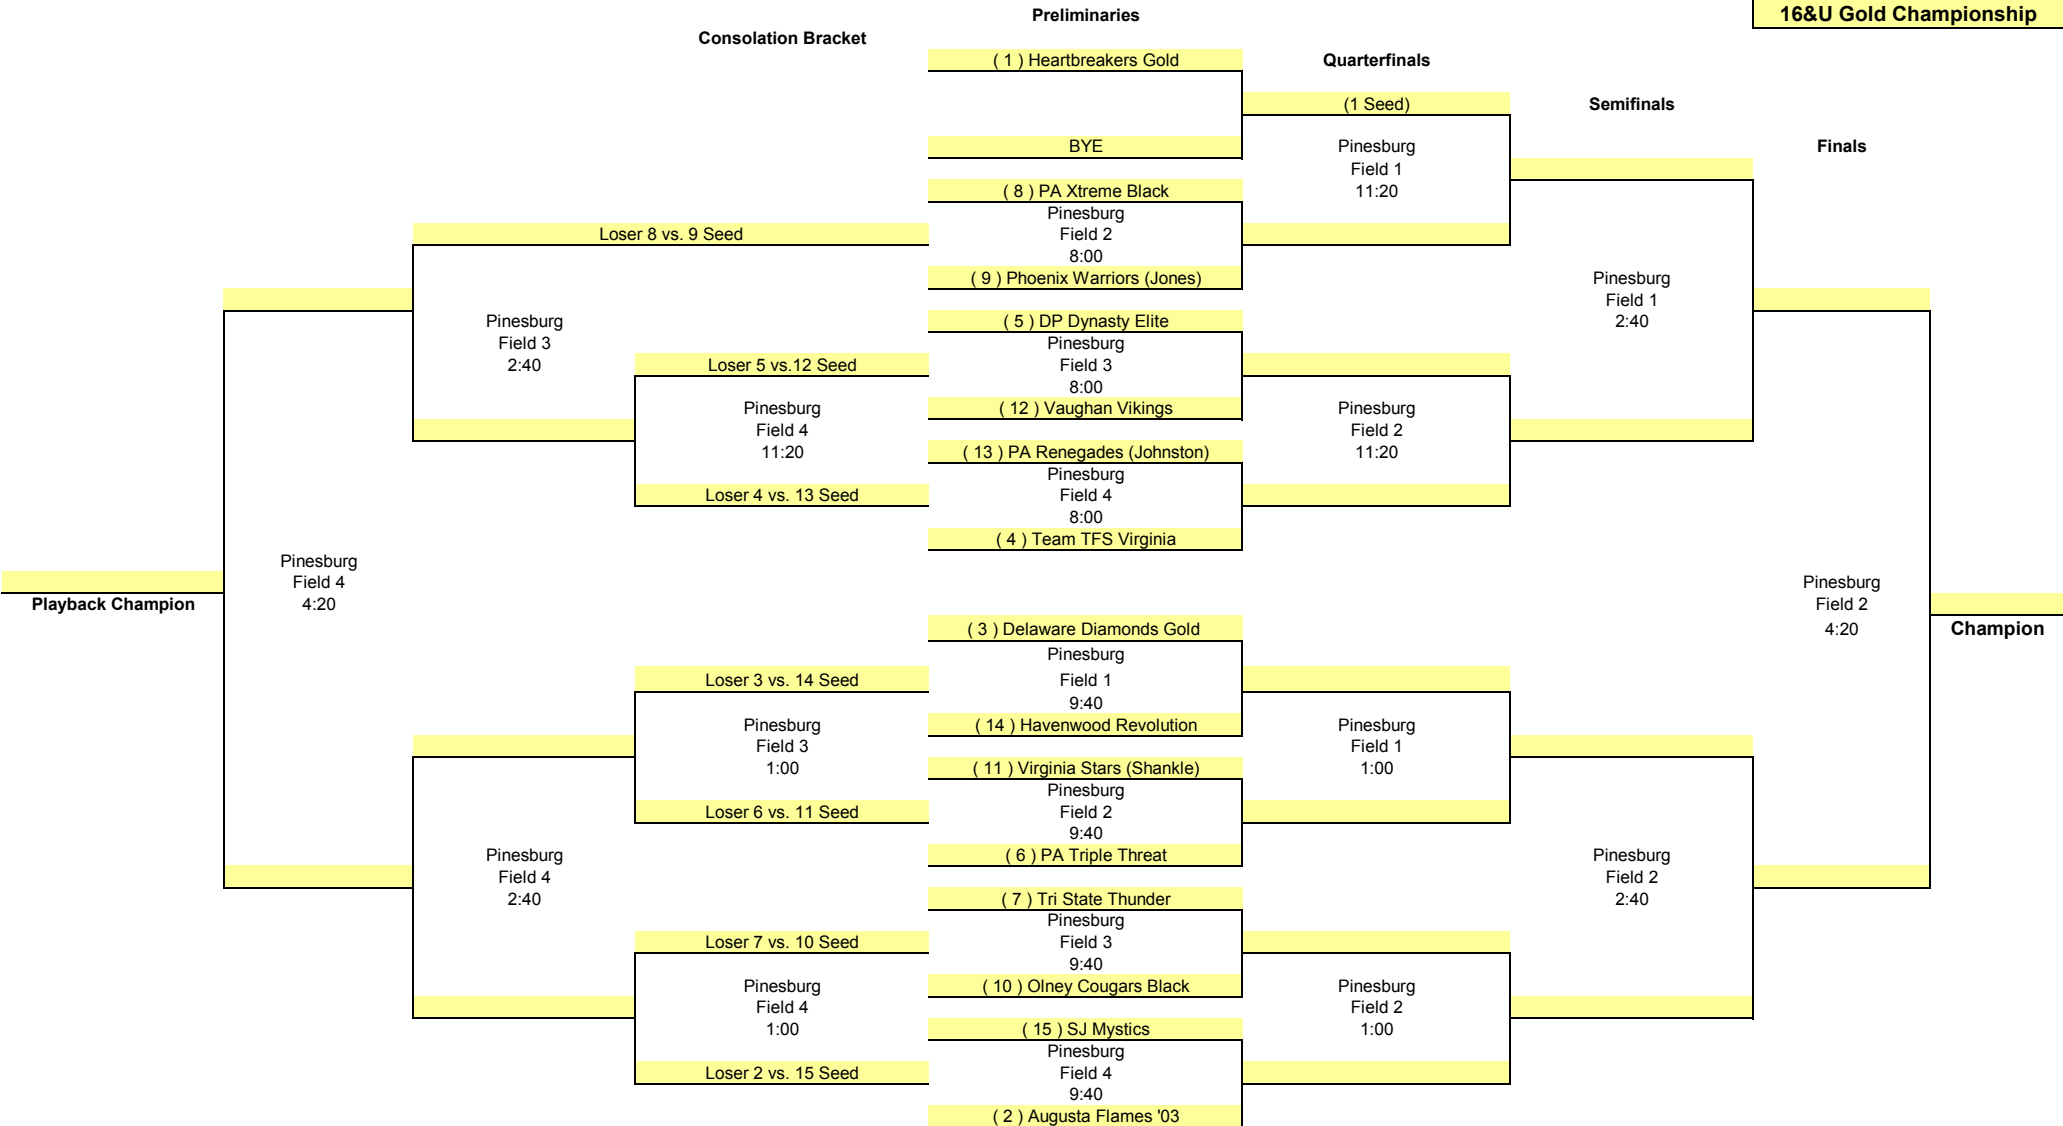 16&U Gold Championship
Preliminaries
Consolation Bracket
( 1 ) Heartbreakers Gold
Quarterfinals
(1 Seed)
Semifinals
BYE
Pinesburg
Field 1
11:20
Finals
( 8 ) PA Xtreme Black
Pinesburg
Field 2
8:00
Loser 8 vs. 9 Seed
( 9 ) Phoenix Warriors (Jones)
Pinesburg
Field 1
2:40
Pinesburg
Field 3
2:40
( 5 ) DP Dynasty Elite
Pinesburg
Field 3
8:00
Loser 5 vs.12 Seed
( 12 ) Vaughan Vikings
Pinesburg
Field 4
11:20
Pinesburg
Field 2
11:20
( 13 ) PA Renegades (Johnston)
Pinesburg
Field 4
8:00
Loser 4 vs. 13 Seed
( 4 ) Team TFS Virginia
Pinesburg
Field 4
4:20
Playback Champion
Pinesburg
Field 2
4:20
Champion
( 3 ) Delaware Diamonds Gold
Pinesburg
Field 1
9:40
Loser 3 vs. 14 Seed
( 14 ) Havenwood Revolution
Pinesburg
Field 3
1:00
Pinesburg
Field 1
1:00
( 11 ) Virginia Stars (Shankle)
Pinesburg
Field 2
9:40
Loser 6 vs. 11 Seed
( 6 ) PA Triple Threat
Pinesburg
Field 4
2:40
Pinesburg
Field 2
2:40
( 7 ) Tri State Thunder
Pinesburg
Field 3
9:40
Loser 7 vs. 10 Seed
( 10 ) Olney Cougars Black
Pinesburg
Field 4
1:00
Pinesburg
Field 2
1:00
( 15 ) SJ Mystics
Pinesburg
Field 4
9:40
Loser 2 vs. 15 Seed
( 2 ) Augusta Flames '03